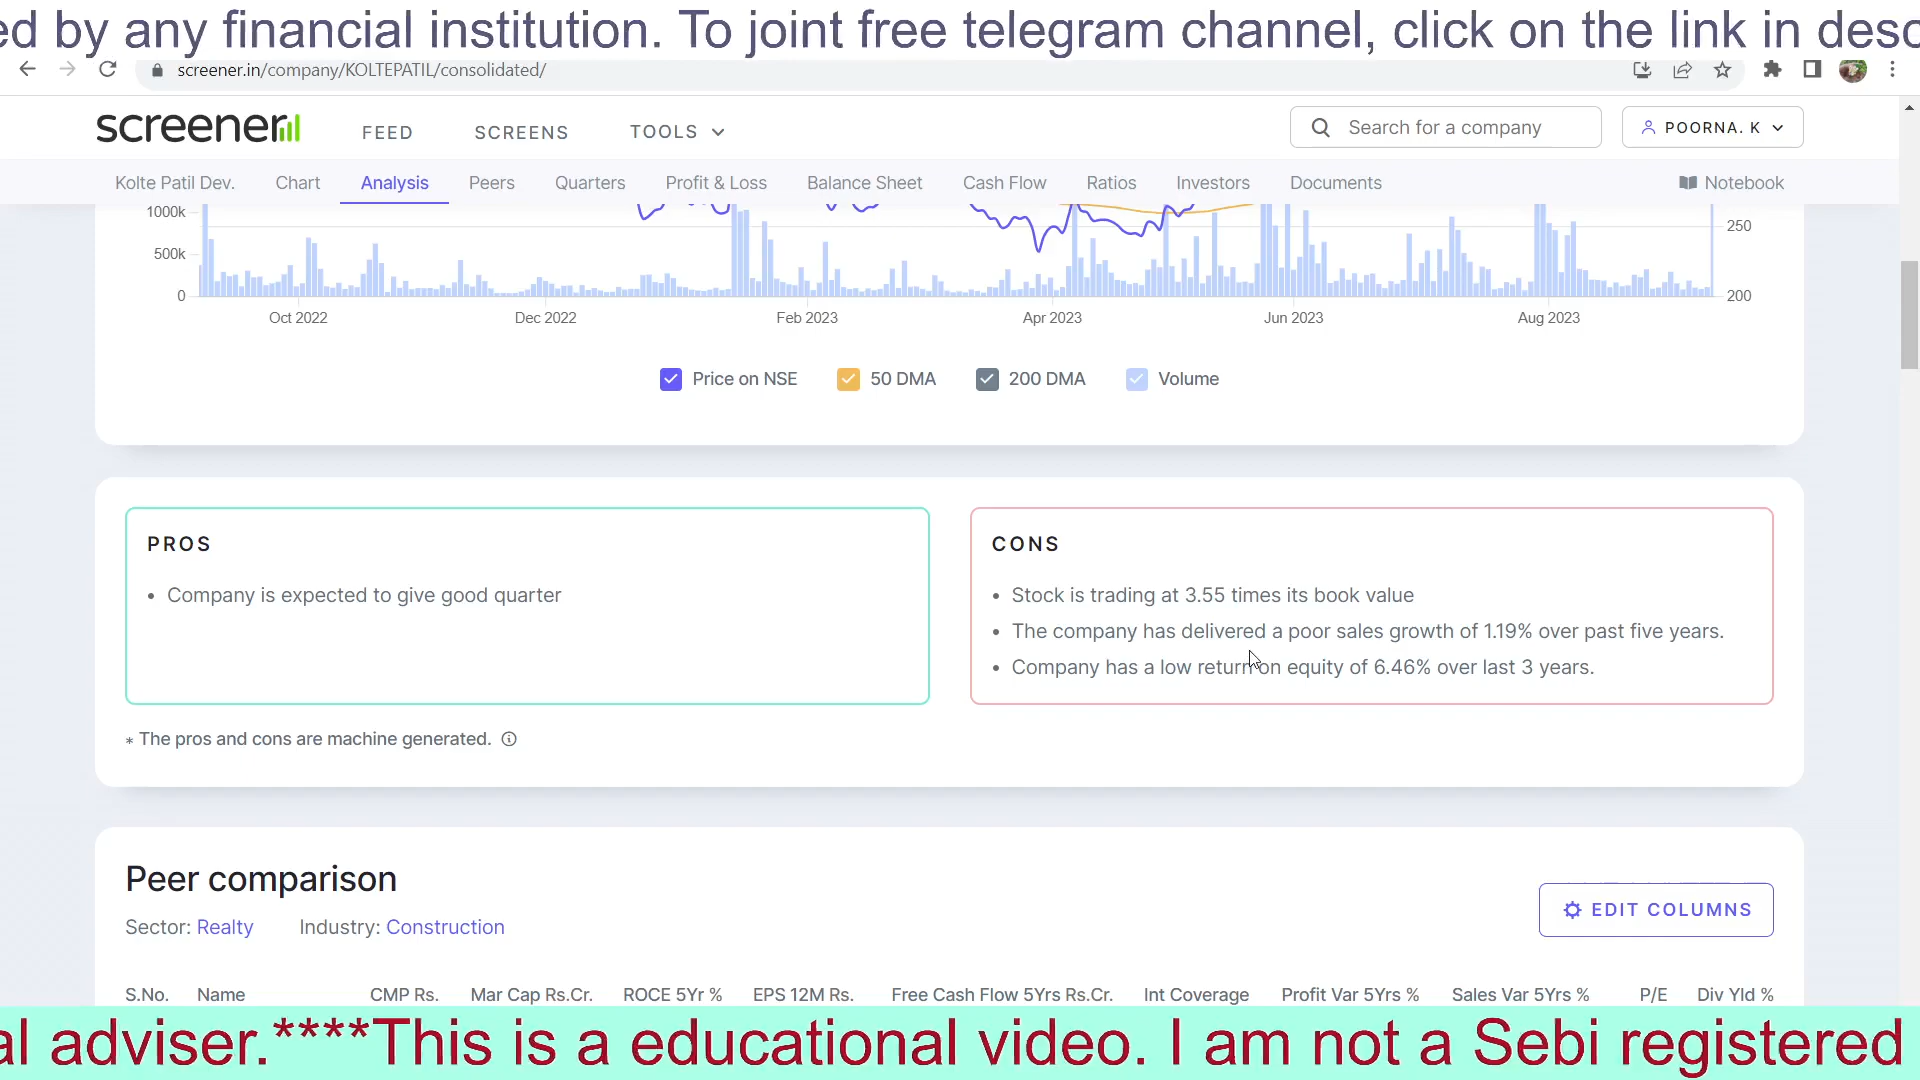 ed by any financial institution. To joint free telegram channel, click on the link in desc
screener.in/company/KOLTEPATIL/consolidated/
screener
FEED
SCREENS
TOOLS
Search for a company
POORNA. K
Kolte Patil Dev.
Chart
Analysis
Peers
Quarters
Profit & Loss
Balance Sheet
Cash Flow
Ratios
Investors
Documents
Notebook
1000k
250
500k
0
200
Oct 2022
Dec 2022
Feb 2023
Apr 2023
Jun 2023
Aug 2023
Price on NSE
50 DMA
200 DMA
Volume
PROS
• Company is expected to give good quarter
CONS
• Stock is trading at 3.55 times its book value
• The company has delivered a poor sales growth of 1.19% over past five years.
• Company has a low return on equity of 6.46% over last 3 years.
* The pros and cons are machine generated.
Peer comparison
Sector: Realty Industry: Construction
EDIT COLUMNS
S.No. Name CMP Rs. Mar Cap Rs.Cr. ROCE 5Yr % EPS 12M Rs. Free Cash Flow 5Yrs Rs.Cr. Int Coverage Profit Var 5Yrs % Sales Var 5Yrs % P/E Div Yld %
al adviser.****This is a educational video. I am not a Sebi registered